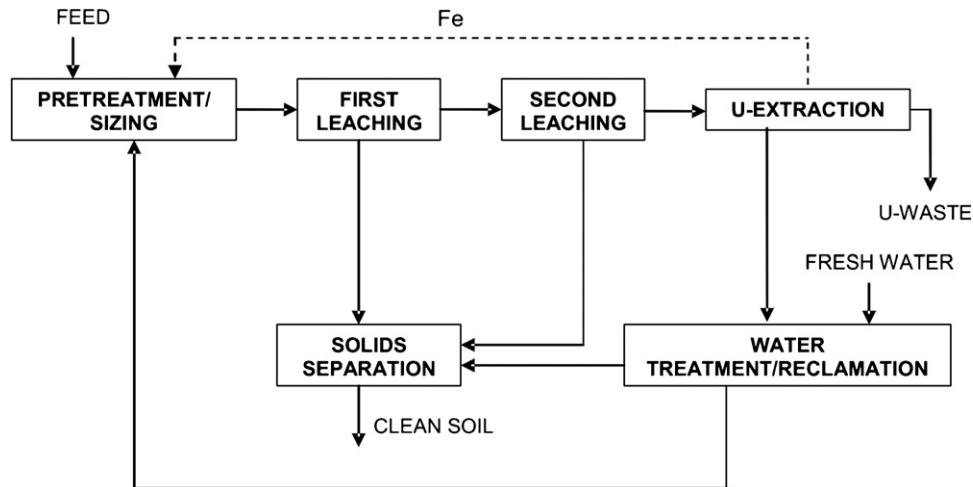 FEED
Fe
PRETREATMENT/
SIZING
FIRST
LEACHING
SECOND
LEACHING
U-EXTRACTION
U-WASTE
FRESH WATER
SOLIDS
SEPARATION
WATER
TREATMENT/RECLAMATION
CLEAN SOIL